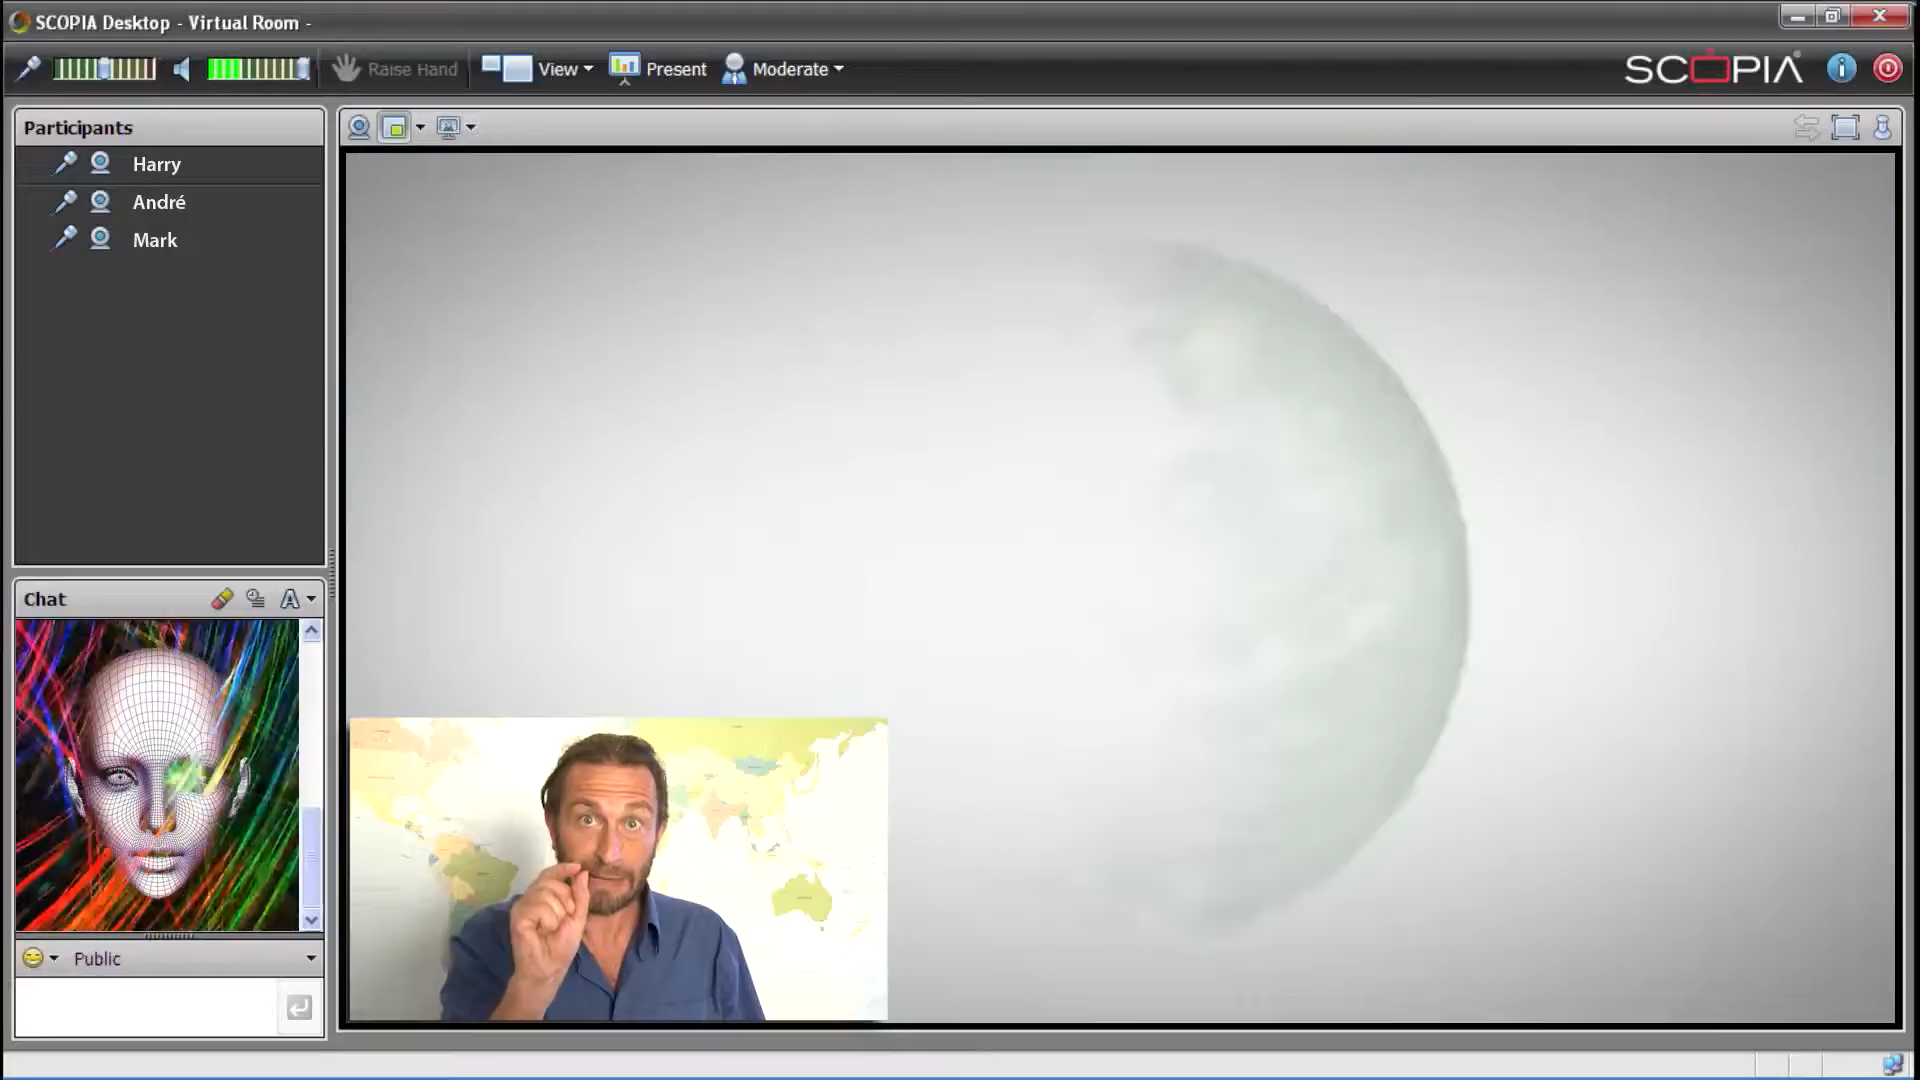 SCOPIA Desktop - Virtual Room -
Raise Hand
View
Present
Moderate
SCOPIA
Participants
Harry
André
Mark
Chat
Public